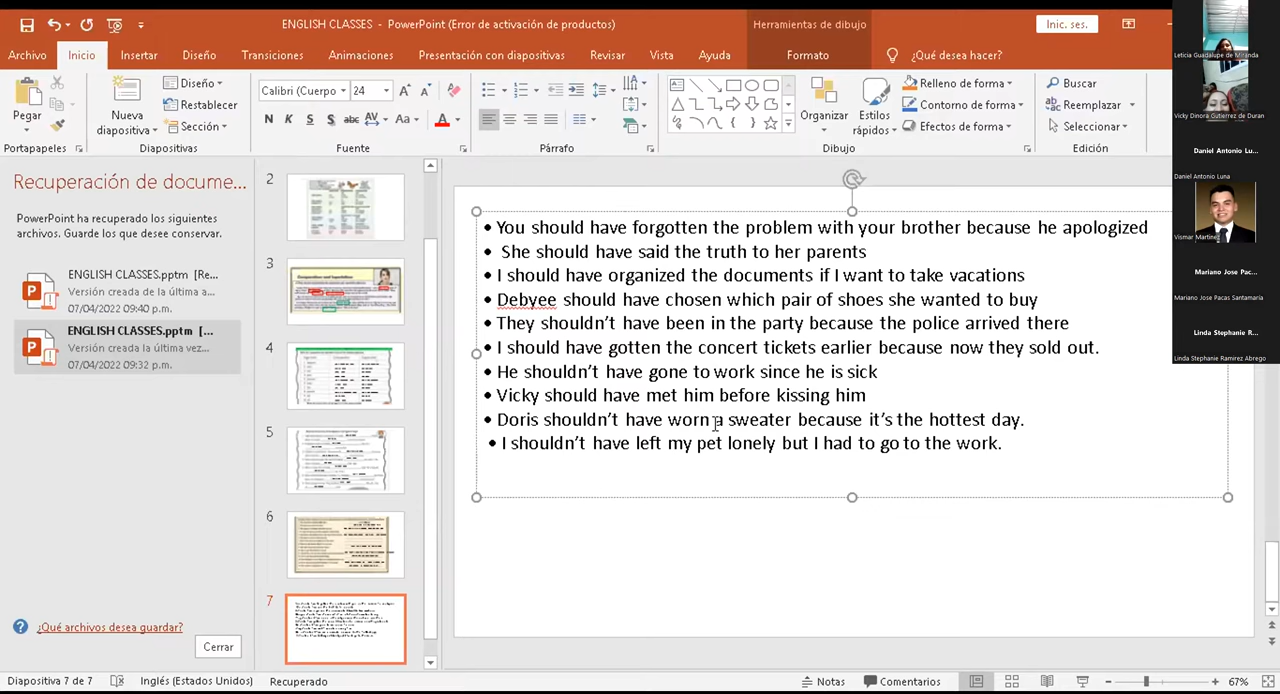 ENGLISH CLASSES - PowerPoint (Error de activación de productos)
Herramientas de dibujo
Inic. ses.
Archivo Inicio Insertar Diseño Transiciones Animaciones Presentación con diapositivas Revisar Vista Ayuda Formato ¿Qué desea hacer?
Pegar
Nueva diapositiva
Diseño
Restablecer
Sección
Calibri (Cuerpo 24
Organizar
Estilos rápidos
Relleno de forma
Contorno de forma
Efectos de forma
Buscar
Reemplazar
Seleccionar
Portapapeles Diapositivas Fuente Párrafo Dibujo Edición
Recuperación de docume...
PowerPoint ha recuperado los siguientes
archivos. Guarde los que desee conservar.
ENGLISH CLASSES.pptm [Re...
Versión creada de la última a...
07/04/2022 09:40 p.m.
ENGLISH CLASSES.pptm [...
Versión creada la última vez...
07/04/2022 09:32 p.m.
¿Qué archivos desea guardar?
Cerrar
2
3
4
5
6
7
• You should have forgotten the problem with your brother because he apologized
• She should have said the truth to her parents
• I should have organized the documents if I want to take vacations
• Debyee should have chosen which pair of shoes she wanted to buy
• They shouldn't have been in the party because the police arrived there
• I should have gotten the concert tickets earlier because now they sold out.
• He shouldn't have gone to work since he is sick
• Vicky should have met him before kissing him
• Doris shouldn't have worn a sweater because it's the hottest day.
• I shouldn't have left my pet lonely but I had to go to the work.
Leticia Guadalupe de Miranda
Vicky Dinora Gutierrez de Duran
Daniel Antonio Lu...
Daniel Antonio Luna
Vismar Martinez
Mariano Jose Pac...
Mariano Jose Pacas Santamaria
Linda Stephanie R...
Linda Stephanie Ramirez Abrego
Diapositiva 7 de 7 Inglés (Estados Unidos) Recuperado Notas Comentarios 67%